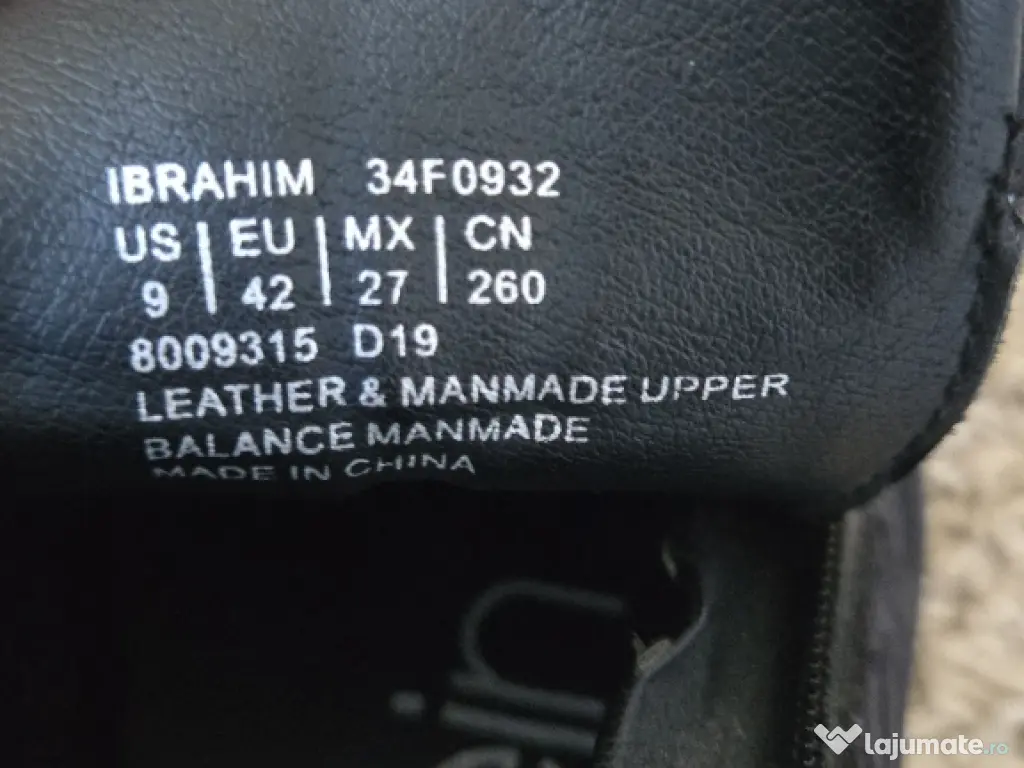 IBRAHIM 34F0932
US | EU | MX | CN
9 | 42 | 27 | 260
8009315 D19
LEATHER & MANMADE UPPER
BALANCE MANMADE
MADE IN CHINA
ein
lajumate.ro